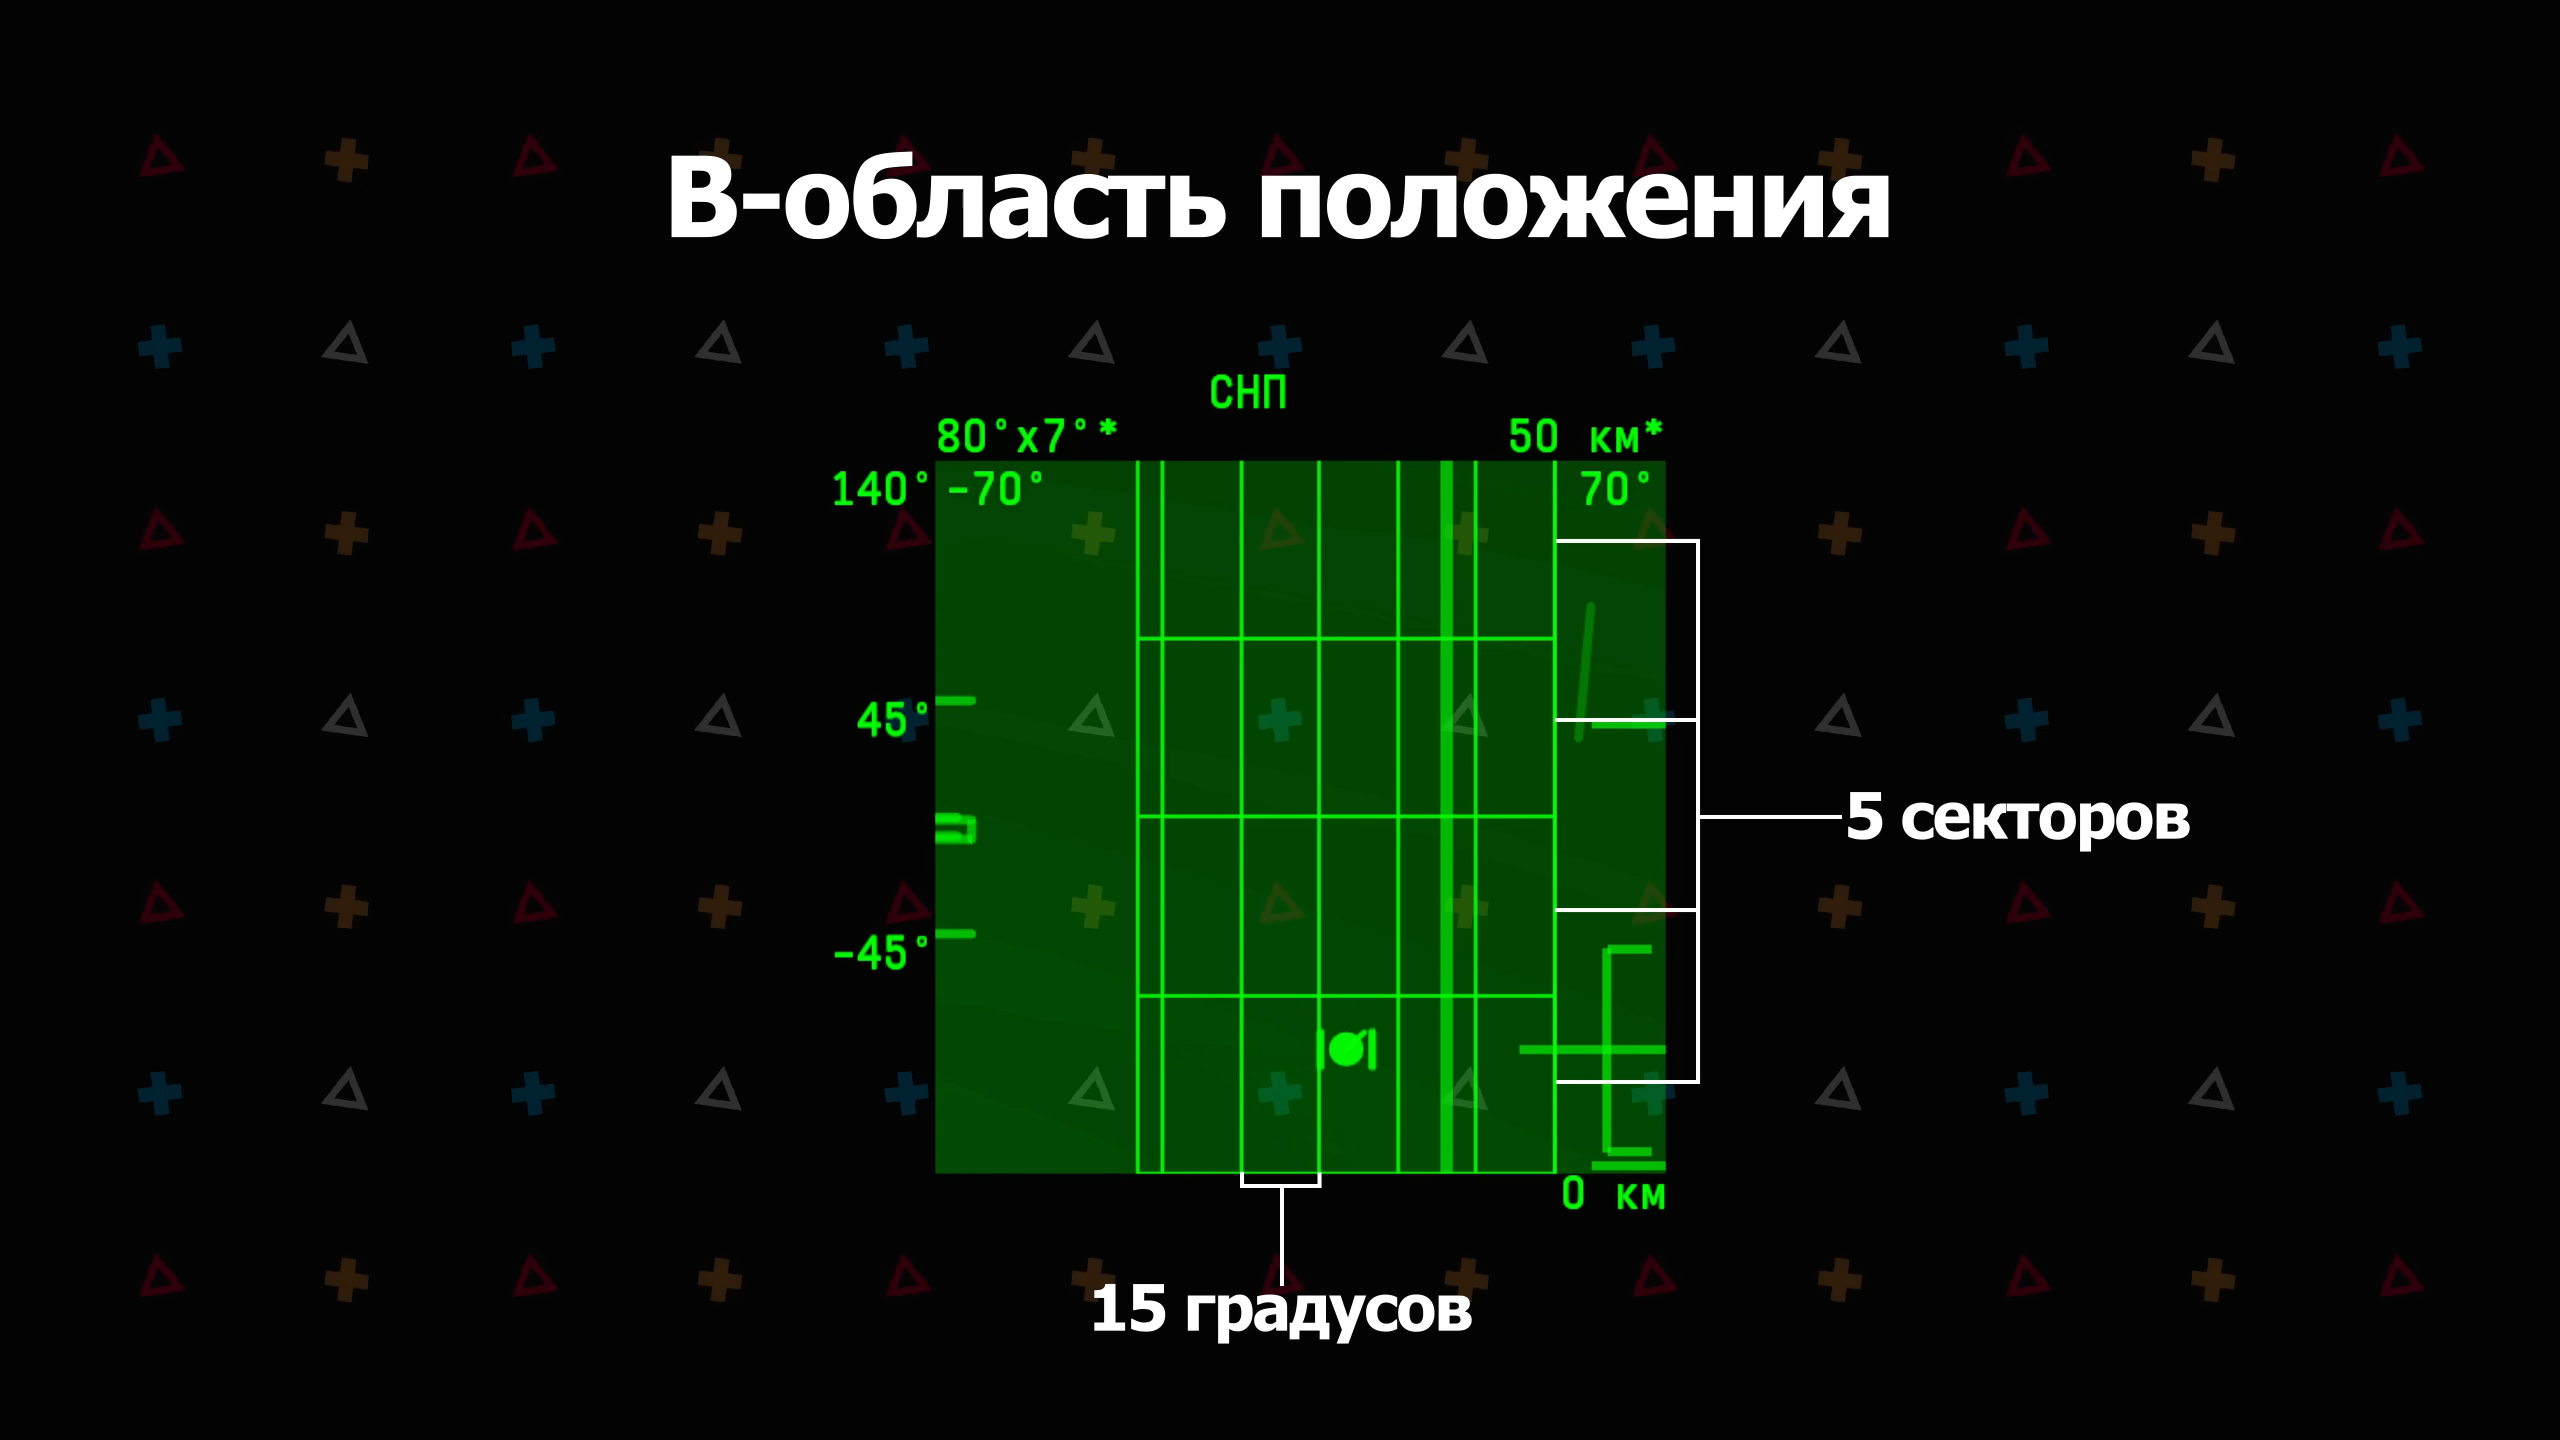 В-область положения
СНП
80°x7°* 50 км*
140° -70° 70°
45°
5 секторов
-45°
0 км
15 градусов